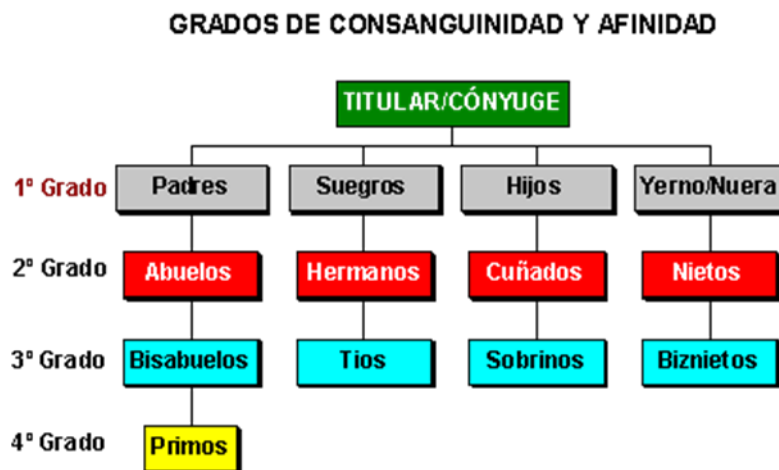 GRADOS DE CONSANGUINIDAD Y AFINIDAD
TITULAR/CÓNYUGE
1º Grado Padres Suegros Hijos Yerno/Nuera
2º Grado Abuelos Hermanos Cuñados Nietos
3º Grado Bisabuelos Tios Sobrinos Biznietos
4º Grado Primos